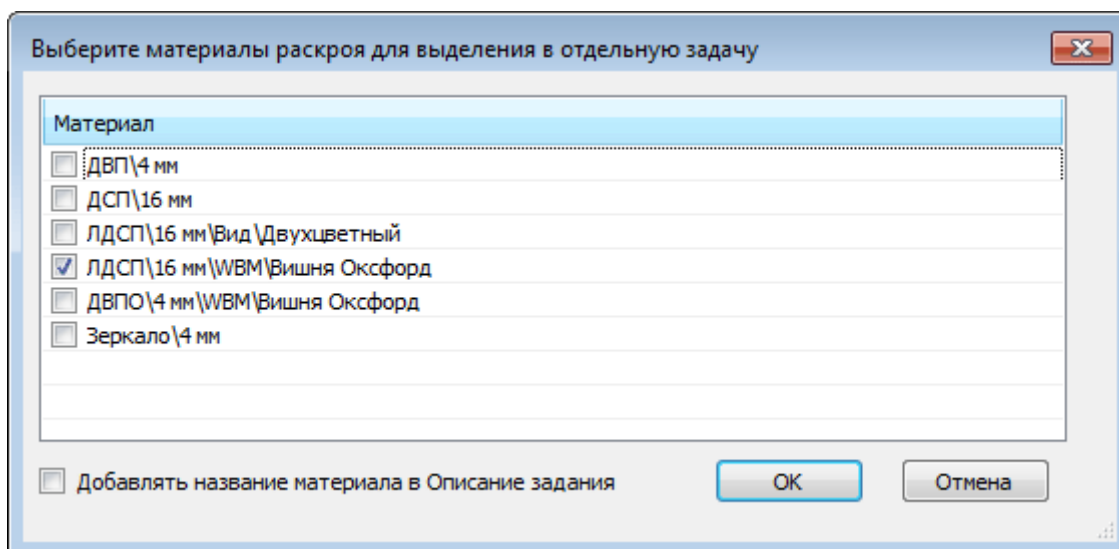 Выберите материалы раскроя для выделения в отдельную задачу
Материал
ДВП\4 мм
ДСП\16 мм
ЛДСП\16 мм\Вид\Двухцветный
ЛДСП\16 мм\WBM\Вишня Оксфорд
ДВПО\4 мм\WBM\Вишня Оксфорд
Зеркало\4 мм
Добавлять название материала в Описание задания
OK
Отмена